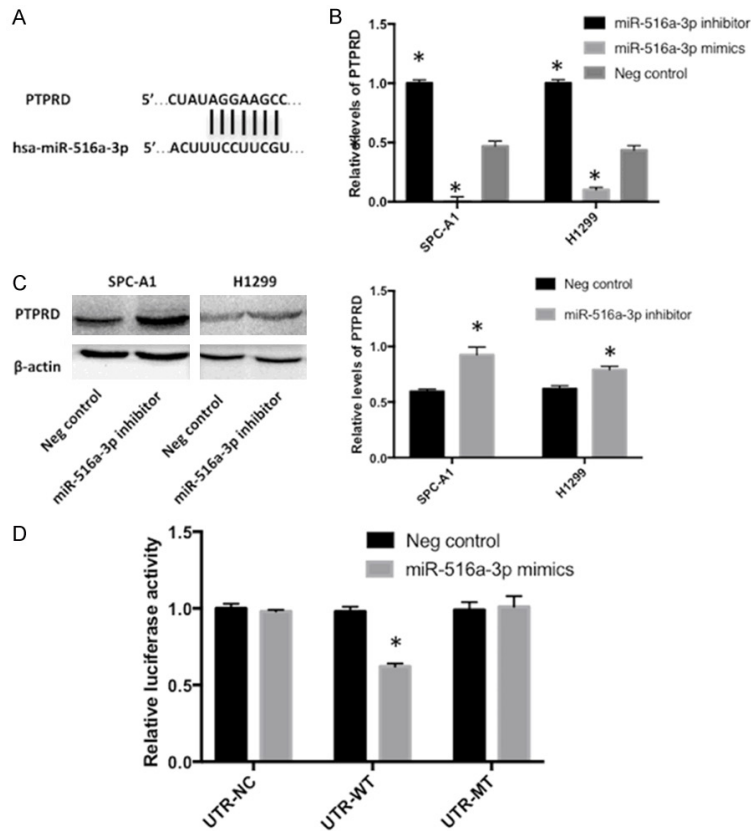 A
PTPRD 5′...CUAUAGGAAGCC...
hsa-miR-516a-3p 5′...ACUUUCCUUCGU...
B
Relative levels of PTPRD
1.5
1.0
0.5
0.0
*
*
*
*
miR-516a-3p inhibitor
miR-516a-3p mimics
Neg control
SPC-A1
H1299
C
SPC-A1 H1299
PTPRD
β-actin
Neg control
miR-516a-3p inhibitor
Neg control
miR-516a-3p inhibitor
Relative levels of PTPRD
1.5
1.0
0.5
0.0
*
*
Neg control
miR-516a-3p inhibitor
SPC-A1
H1299
D
Relative luciferase activity
1.5
1.0
0.5
0.0
*
Neg control
miR-516a-3p mimics
UTR-NC
UTR-WT
UTR-MT